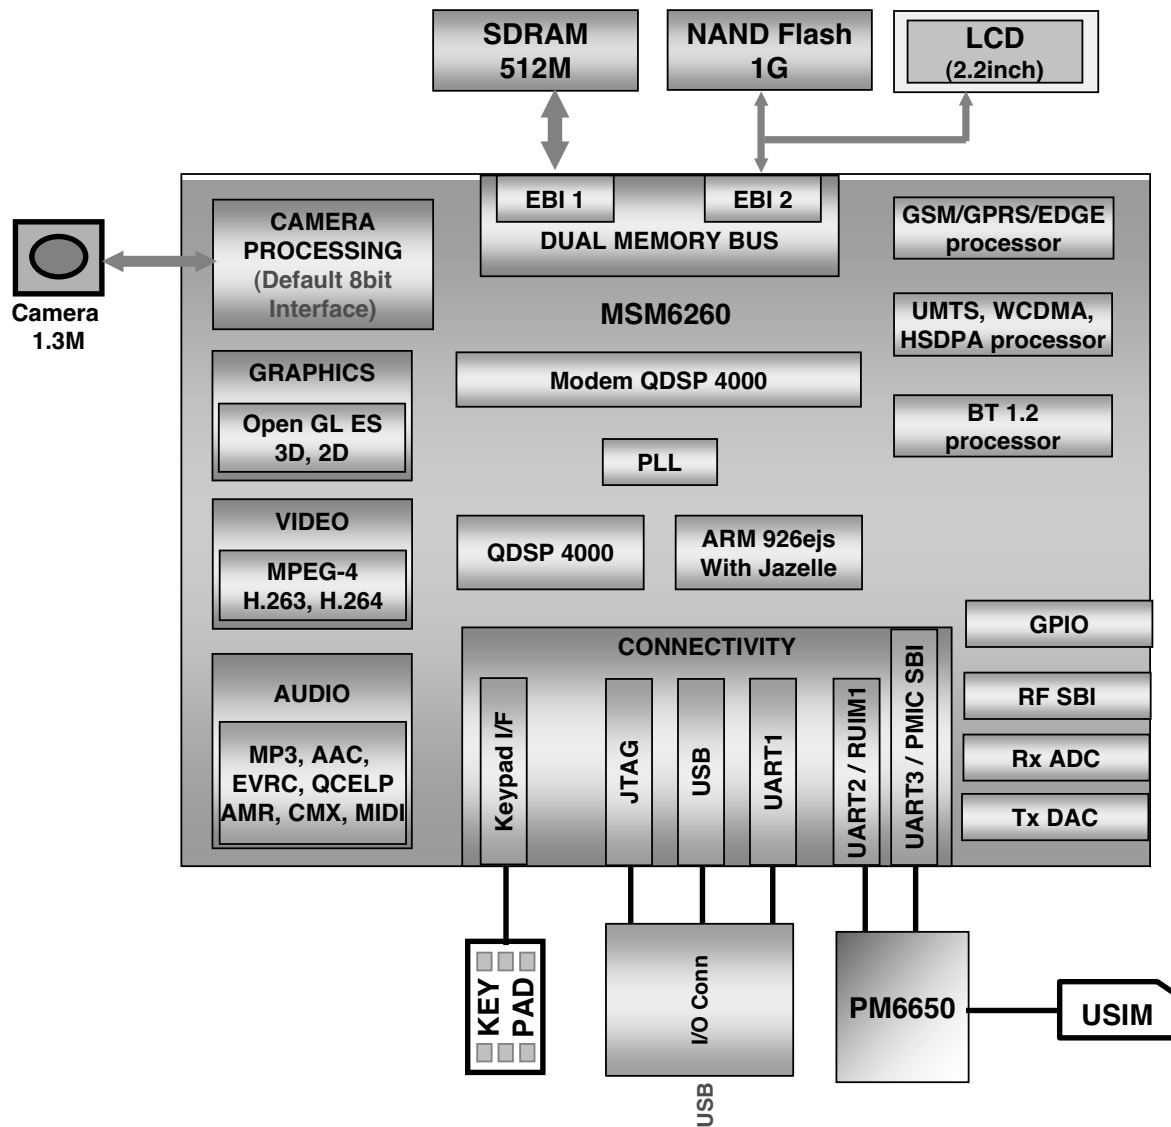 SDRAM
512M
NAND Flash
1G
LCD
(2.2inch)
EBI 1
EBI 2
DUAL MEMORY BUS
CAMERA
PROCESSING
(Default 8bit
Interface)
Camera
1.3M
GSM/GPRS/EDGE
processor
MSM6260
UMTS, WCDMA,
HSDPA processor
GRAPHICS
Open GL ES
3D, 2D
Modem QDSP 4000
BT 1.2
processor
PLL
VIDEO
MPEG-4
H.263, H.264
QDSP 4000
ARM 926ejs
With Jazelle
AUDIO
MP3, AAC,
EVRC, QCELP
AMR, CMX, MIDI
CONNECTIVITY
Keypad I/F
JTAG
USB
UART1
UART2 / RUIM1
UART3 / PMIC SBI
GPIO
RF SBI
Rx ADC
Tx DAC
KEY
PAD
I/O Conn
USB
PM6650
USIM